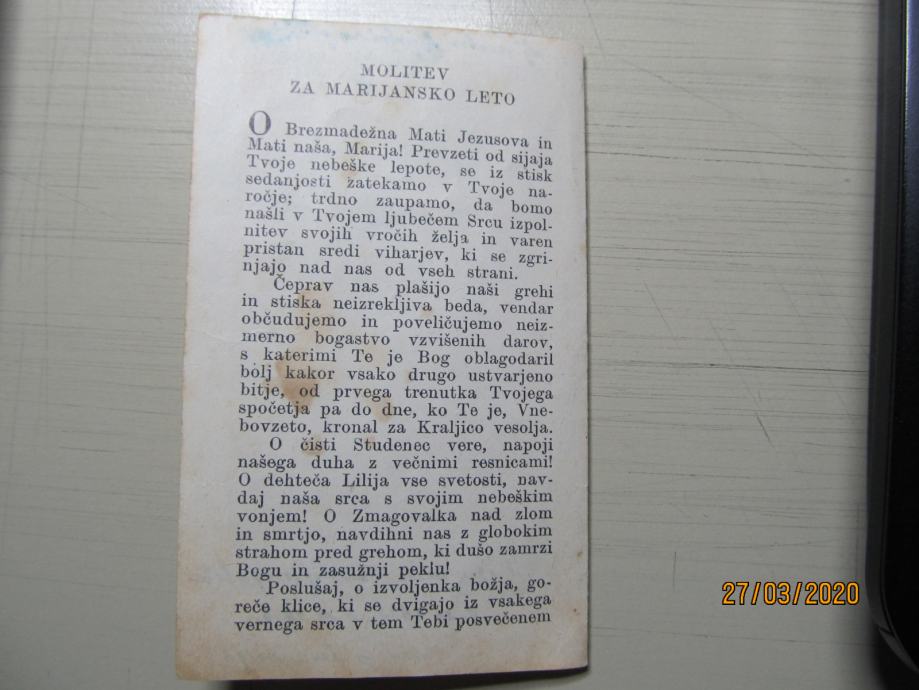 MOLITEV
ZA MARIJANSKO LETO
O Brezmadežna Mati Jezusova in
Mati naša, Marija! Prevzeti od sijaja
Tvoje nebeške lepote, se iz stisk
sedanjosti zatekamo v Tvoje na-
ročje; trdno zaupamo, da bomo
našli v Tvojem ljubečem Srcu izpol-
nitev svojih vročih želja in varen
pristan sredi viharjev, ki se zgri-
njajo nad nas od vseh strani.
Čeprav nas plašijo naši grehi
in stiska neizrekljiva beda, vendar
občudujemo in poveličujemo neiz-
merno bogastvo vzvišenih darov,
s katerimi Te je Bog oblagodaril
bolj kakor vsako drugo ustvarjeno
bitje, od prvega trenutka Tvojega
spočetja pa do dne, ko Te je, Vne-
bovzeto, kronal za Kraljico vesolja.
O čisti Studenec vere, napoji
našega duha z večnimi resnicami!
O dehteča Lilija vse svetosti, nav-
daj naša srca s svojim nebeškim
vonjem! O Zmagovalka nad zlom
in smrtjo, navdihni nas z globokim
strahom pred grehom, ki dušo zamrzi
Bogu in zasužnji peklu!
Poslušaj, o izvoljenka božja, go-
reče klice, ki se dvigajo iz vsakega
vernega srca v tem Tebi posvečenem
27/03/2020